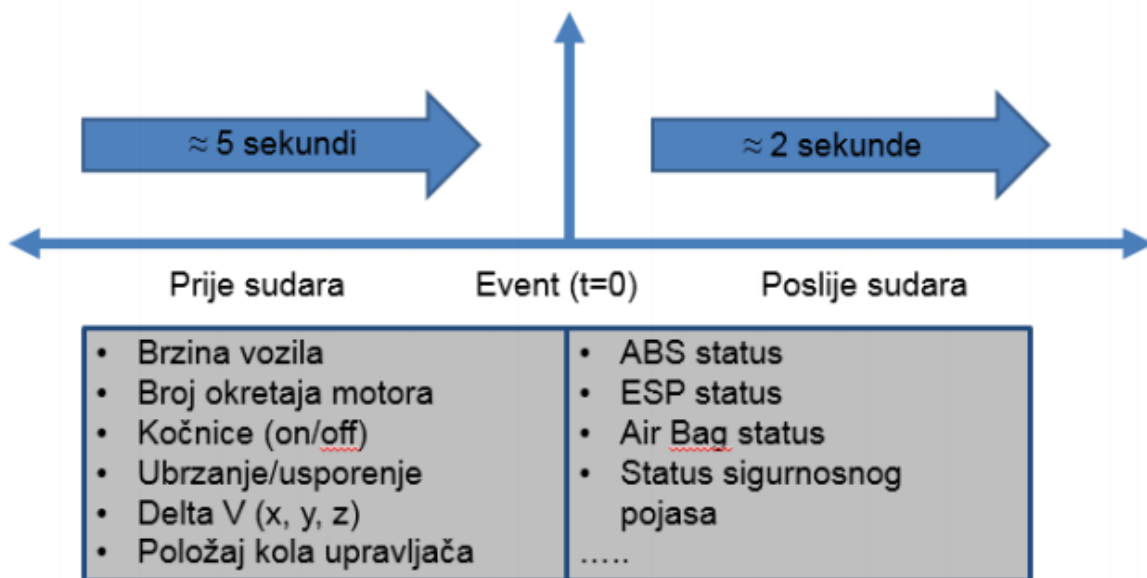 ≈ 5 sekundi
≈ 2 sekunde
Prije sudara
Event (t=0)
Poslije sudara
• Brzina vozila
• Broj okretaja motora
• Kočnice (on/off)
• Ubrzanje/usporenje
• Delta V (x, y, z)
• Položaj kola upravljača
• ABS status
• ESP status
• Air Bag status
• Status sigurnosnog
pojasa
.....